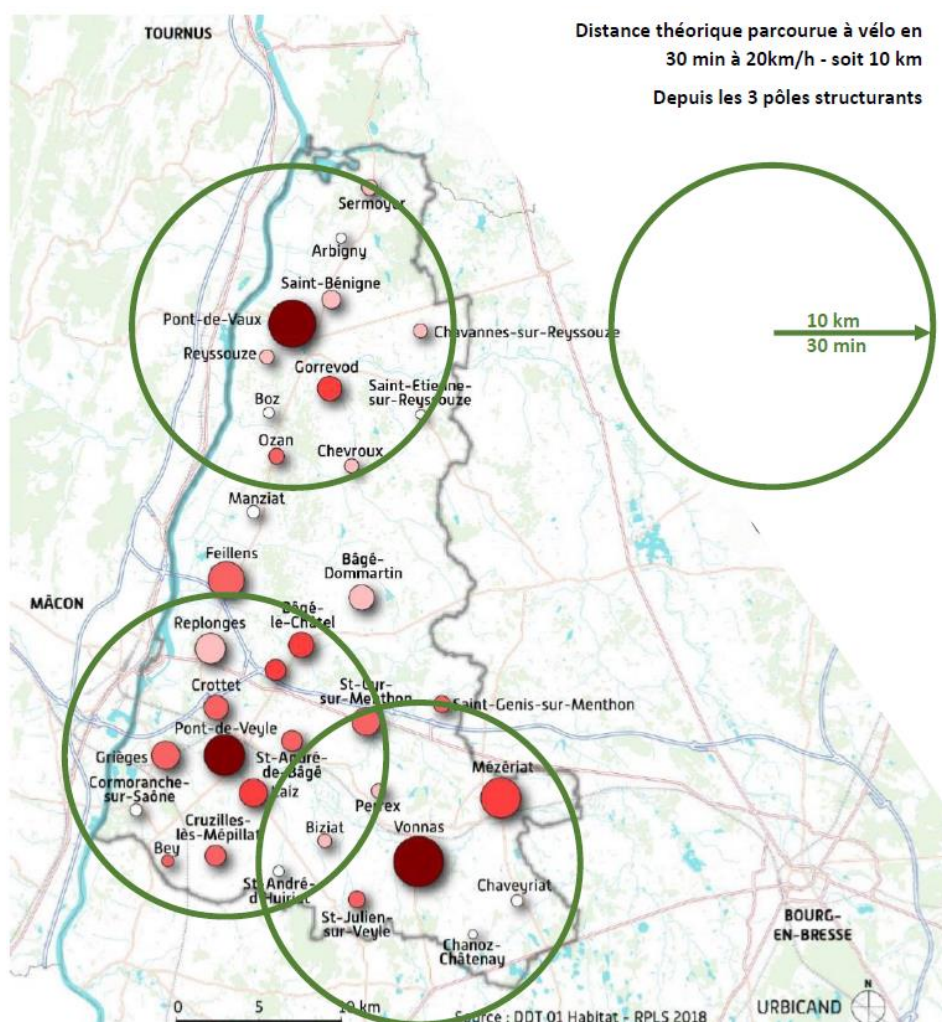 TOURNUS
Distance théorique parcourue à vélo en
30 min à 20km/h - soit 10 km
Depuis les 3 pôles structurants
Sermoyer
Arbigny
Saint-Bénigne
Pont-de-Vaux
Chavannes-sur-Reyssouze
10 km
30 min
Reyssouze
Gorrevod
Saint-Etienne-
sur-Reyssouze
Boz
Ozan
Chevroux
Manziat
Feillens
Bâgé-
Dommartin
MÂCON
Bâgé-
le-Châtel
Replonges
Crottet
St-Cyr-
sur-Menthon
Saint-Genis-sur-Menthon
Pont-de-Veyle
Grièges
St-André-
de-Bâgé
Mézériat
Cormoranche-
sur-Saône
Laiz
Perrex
Cruzilles-
lès-Mépillat
Biziat
Vonnas
Bey
St-André-
d'Huiriat
Chaveyriat
St-Julien-
sur-Veyle
BOURG-
EN-BRESSE
Chanoz-
Châtenay
N
0 5 10 km
Source : DDT 01 Habitat - RPLS 2018
URBICAND